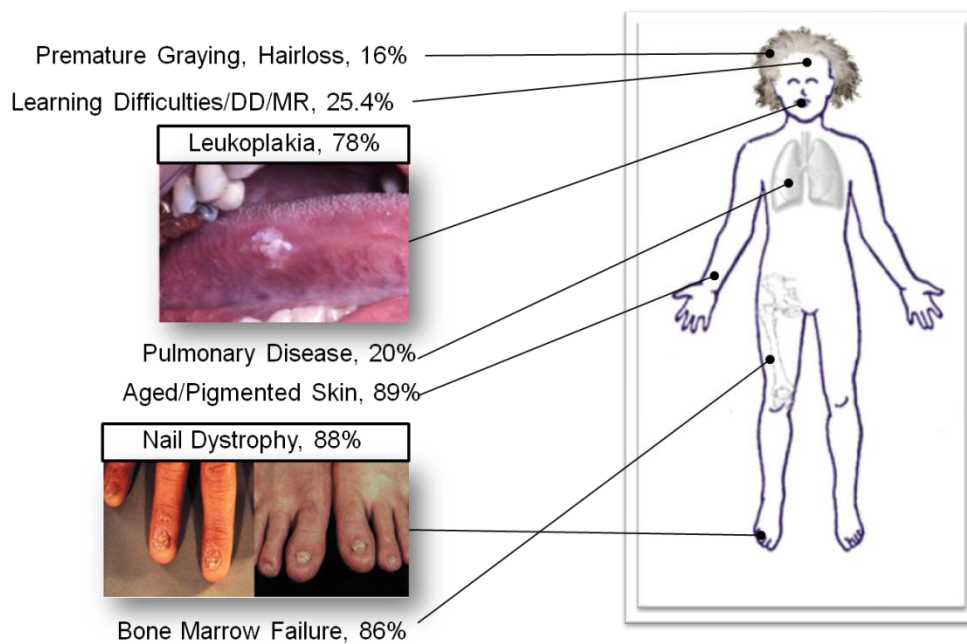 Premature Graying, Hairloss, 16%
Learning Difficulties/DD/MR, 25.4%
Leukoplakia, 78%
Pulmonary Disease, 20%
Aged/Pigmented Skin, 89%
Nail Dystrophy, 88%
Bone Marrow Failure, 86%